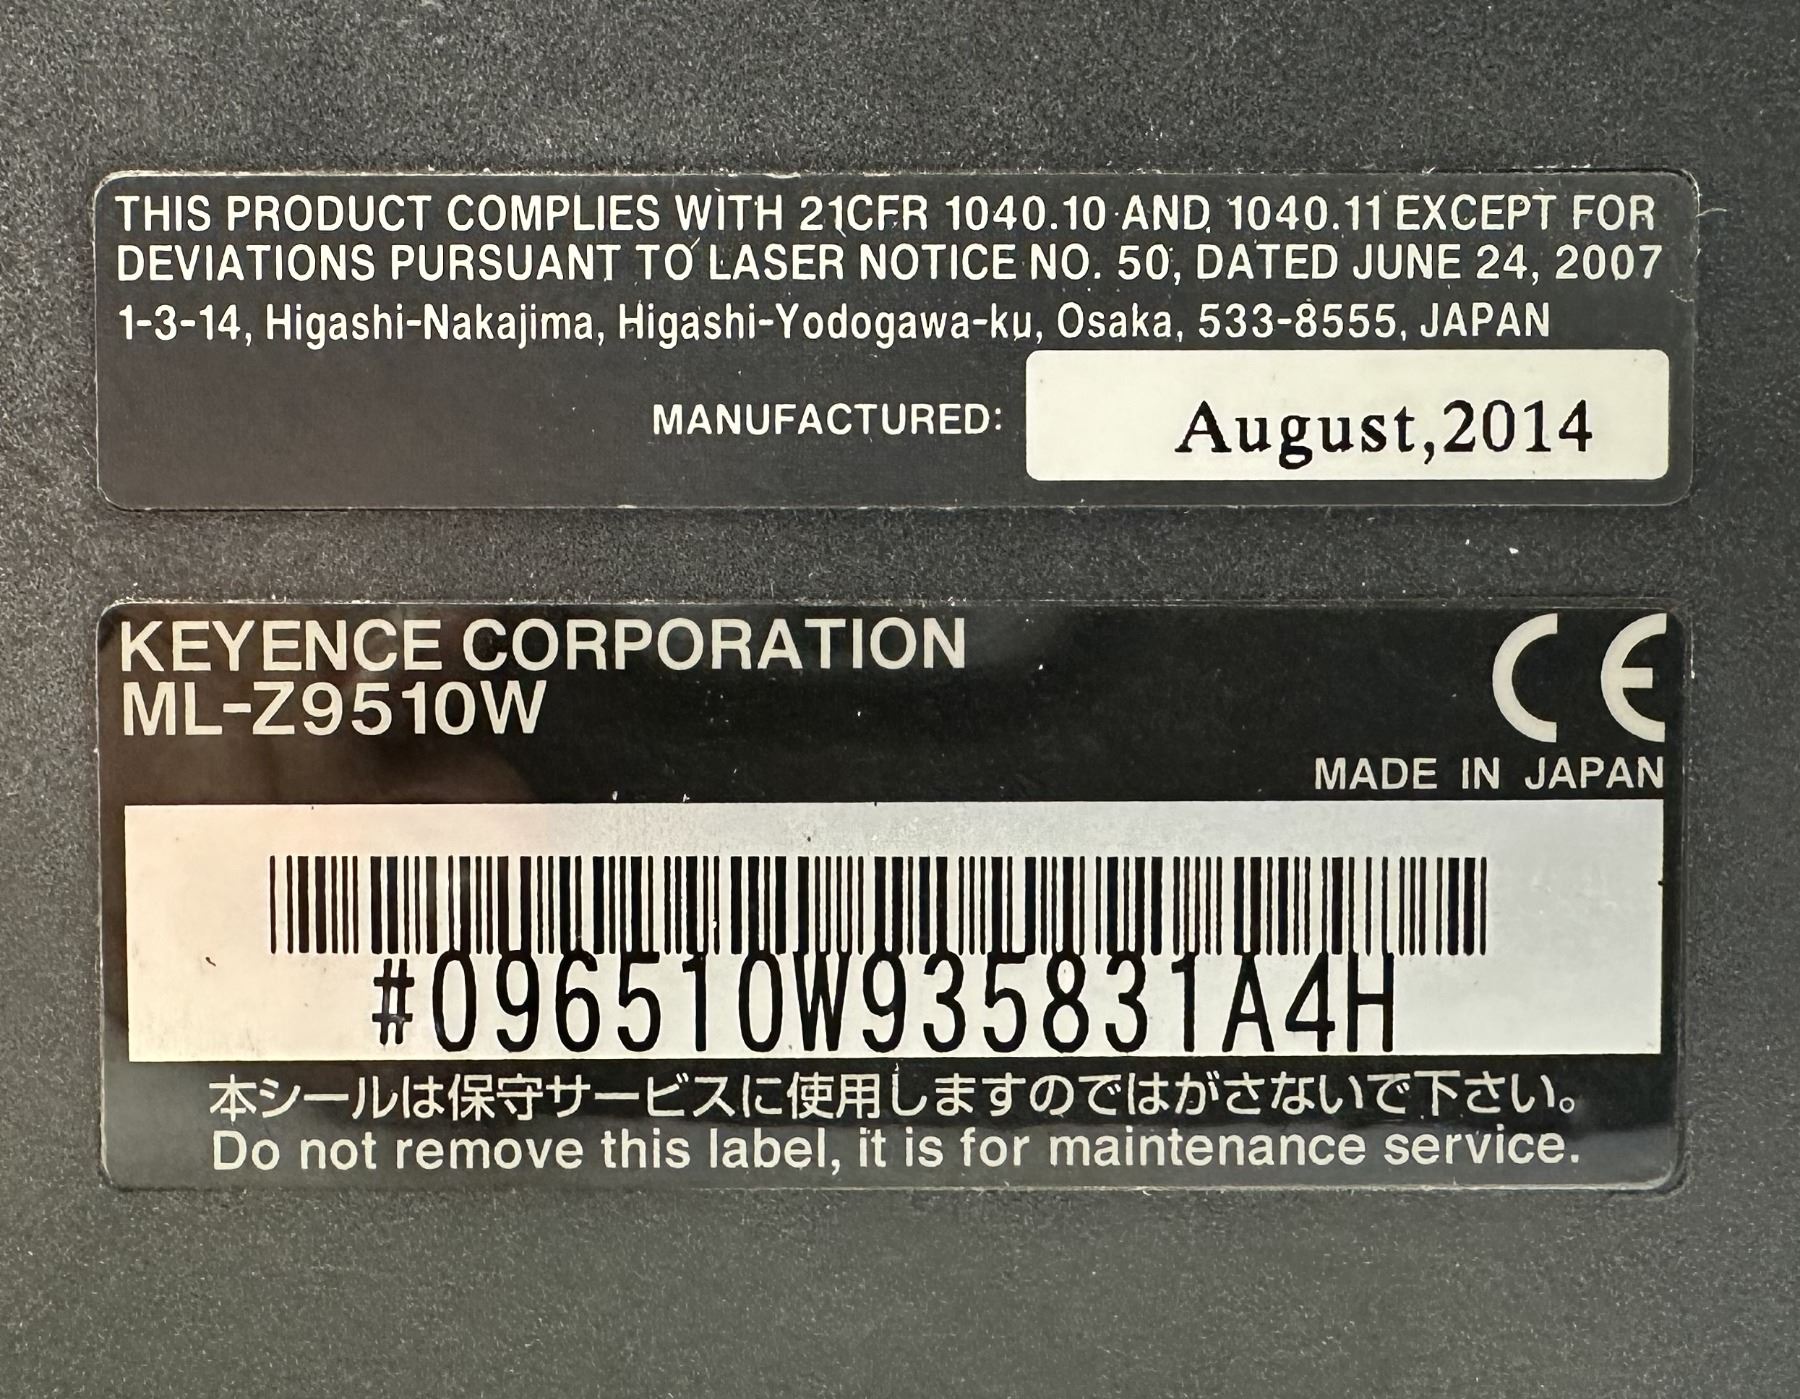 THIS PRODUCT COMPLIES WITH 21CFR 1040.10 AND 1040.11 EXCEPT FOR
DEVIATIONS PURSUANT TO LASER NOTICE NO. 50, DATED JUNE 24, 2007
1-3-14, Higashi-Nakajima, Higashi-Yodogawa-ku, Osaka, 533-8555, JAPAN
MANUFACTURED: August,2014
KEYENCE CORPORATION
ML-Z9510W
CE
MADE IN JAPAN
#096510W935831A4H
本シールは保守サービスに使用しますのではがさないで下さい。
Do not remove this label, it is for maintenance service.